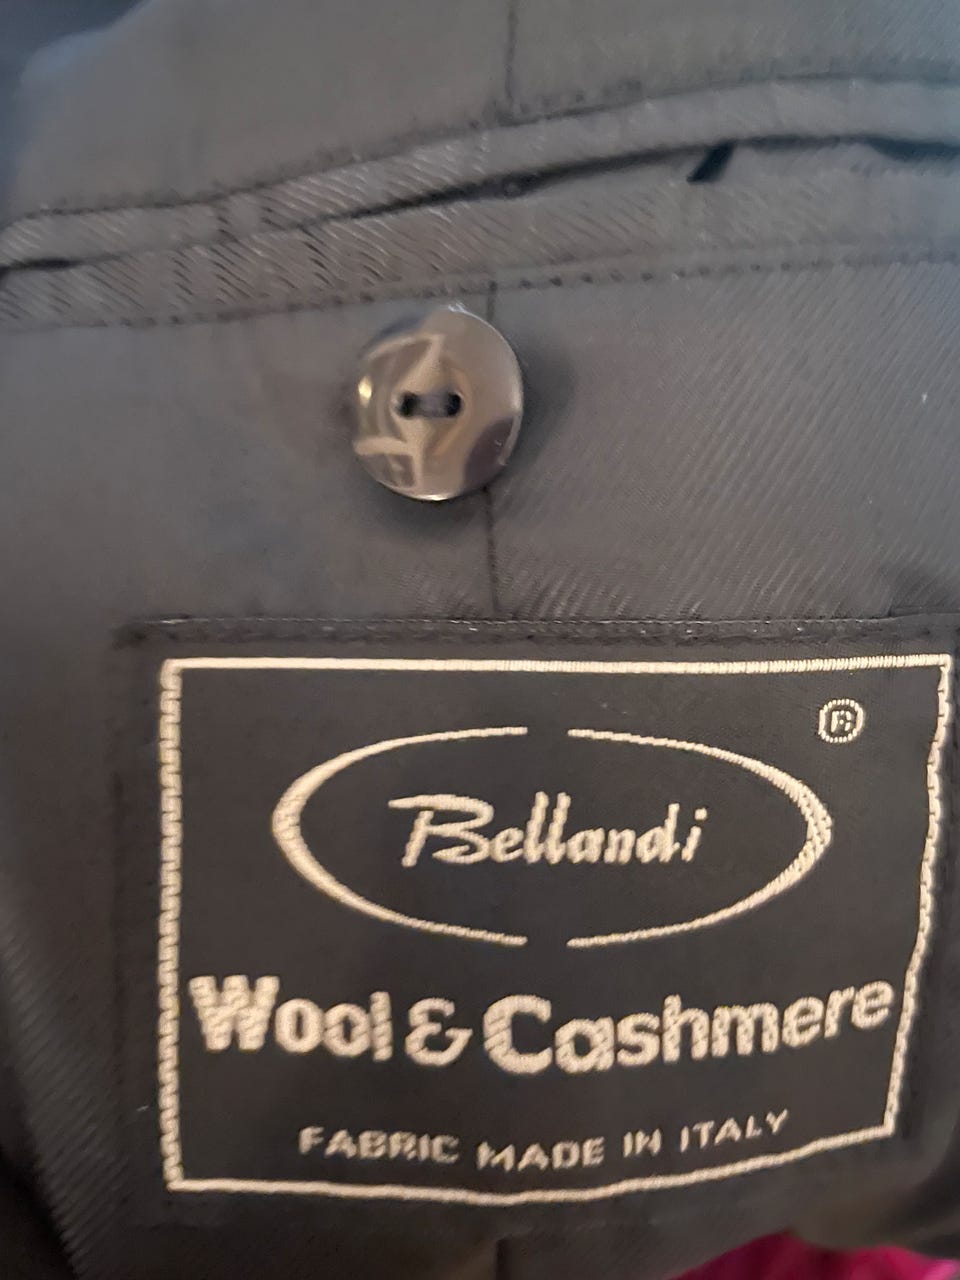 ®
Bellandi
Wool & Cashmere
FABRIC MADE IN ITALY